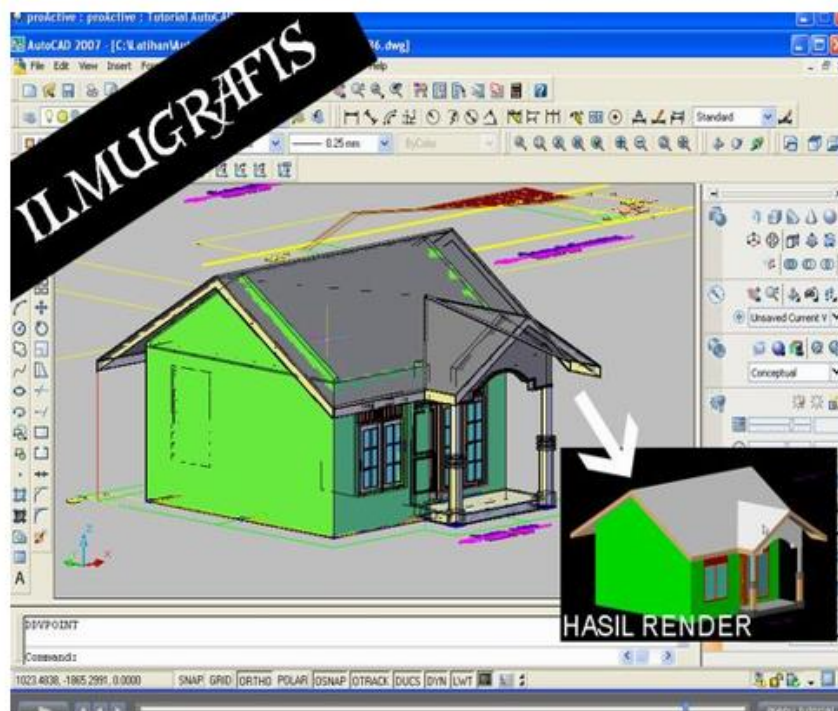 proActive : proActive : Tutorial AutoCAD
AutoCAD 2007 - [C:\Latihan\
36.dwg]
File Edit View Insert
Help
ILMUGRAFIS
Standard
0.25 mm
ByColor
Unsaved Current V
Conceptual
Z
X
HASIL RENDER
DDVPOINT
Command:
1023.4838, -1865.2991, 0.0000 SNAP GRID ORTHO POLAR OSNAP OTRACK DUCS DYN LWT